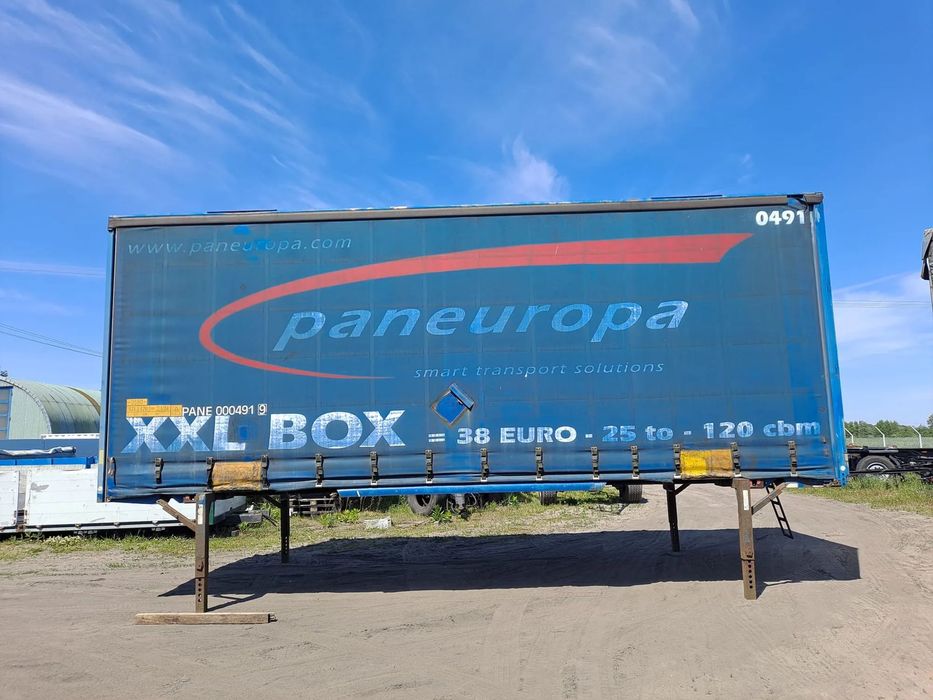 0491
www.paneuropa.com
paneuropa
smart transport solutions
PANE 000491 9
XXL BOX = 38 EURO - 25 to - 120 cbm